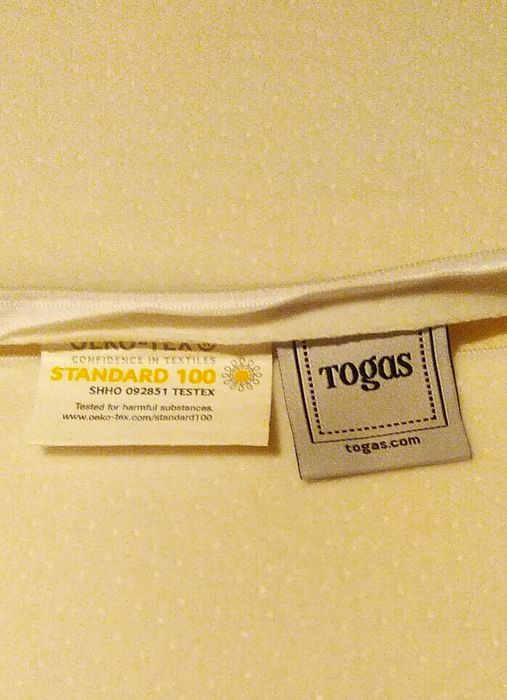 OEKO-TEX®
CONFIDENCE IN TEXTILES
STANDARD 100
SHHO 092851 TESTEX
Tested for harmful substances.
www.oeko-tex.com/standard100
TOGAS
togas.com